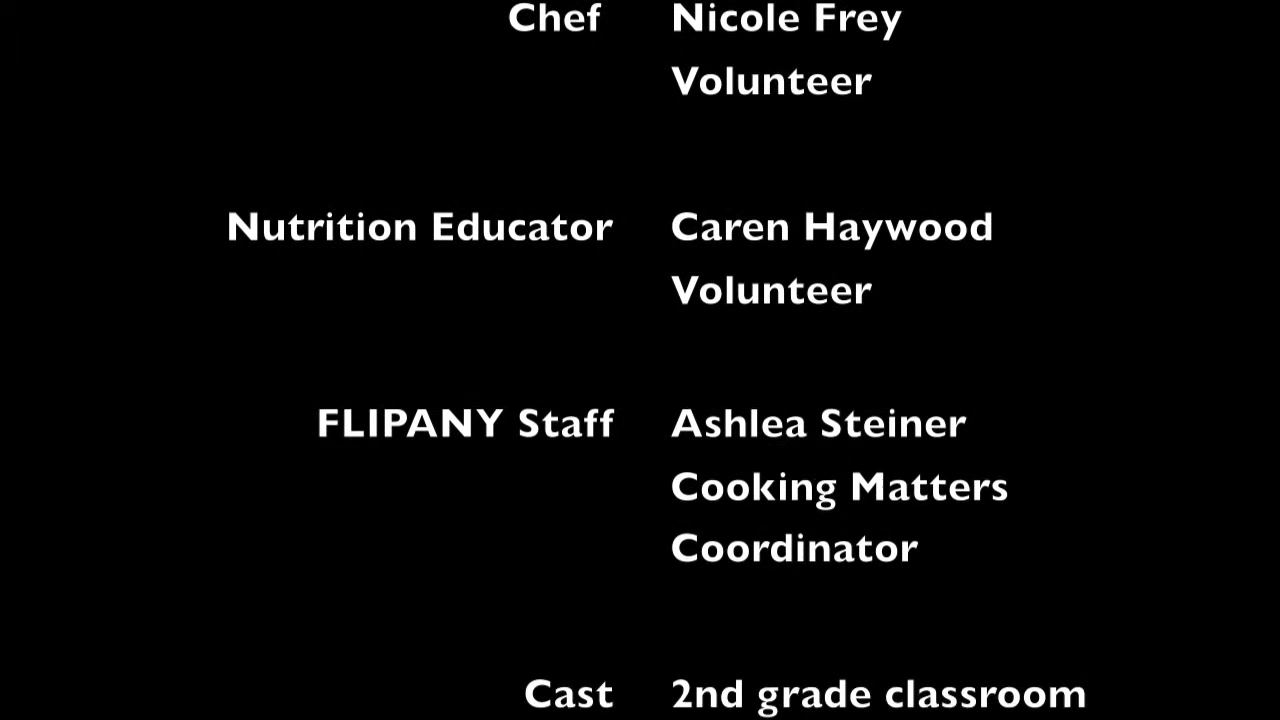 Chef Nicole Frey
Volunteer
Nutrition Educator Caren Haywood
Volunteer
FLIPANY Staff Ashlea Steiner
Cooking Matters
Coordinator
Cast 2nd grade classroom